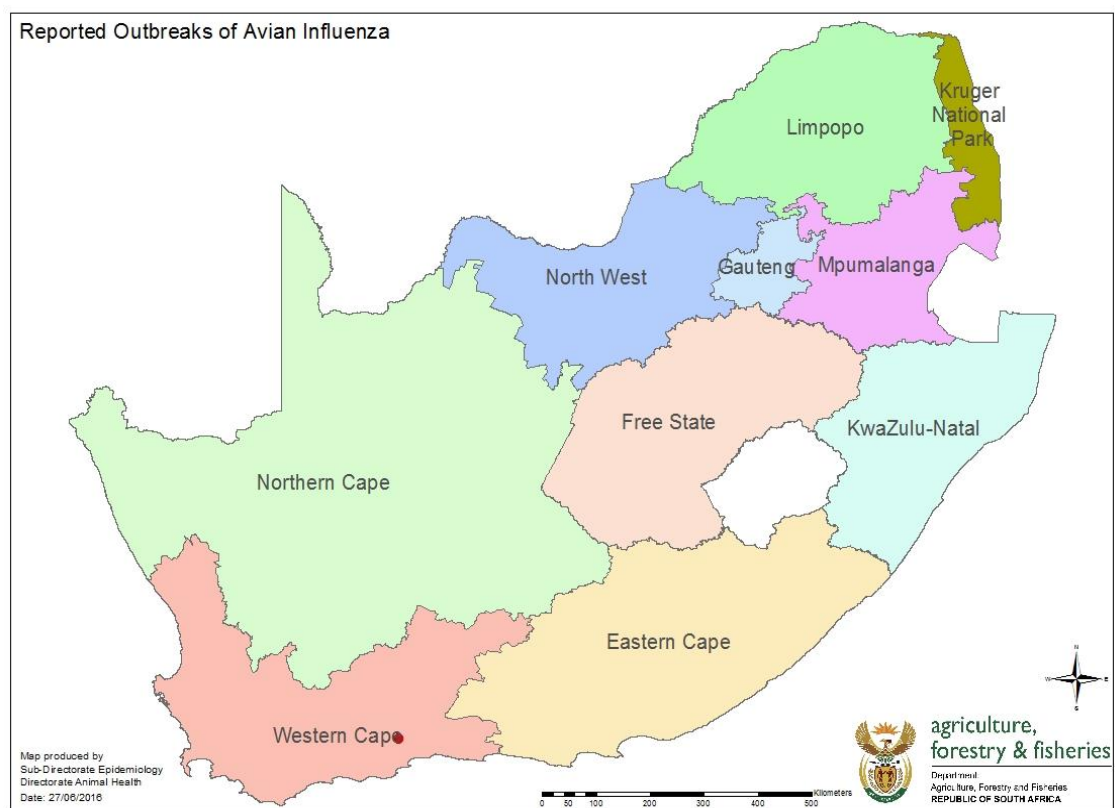 Reported Outbreaks of Avian Influenza
Kruger
National
Park
Limpopo
North West
Gauteng
Mpumalanga
Free State
KwaZulu-Natal
Northern Cape
Eastern Cape
Western Cape
N
W
E
S
Map produced by
Sub-Directorate Epidemiology
Directorate Animal Health
Date: 27/06/2016
Kilometers
0 50 100 200 300 400 500
agriculture,
forestry & fisheries
Department
Agriculture, Forestry and Fisheries
REPUBLIC OF SOUTH AFRICA